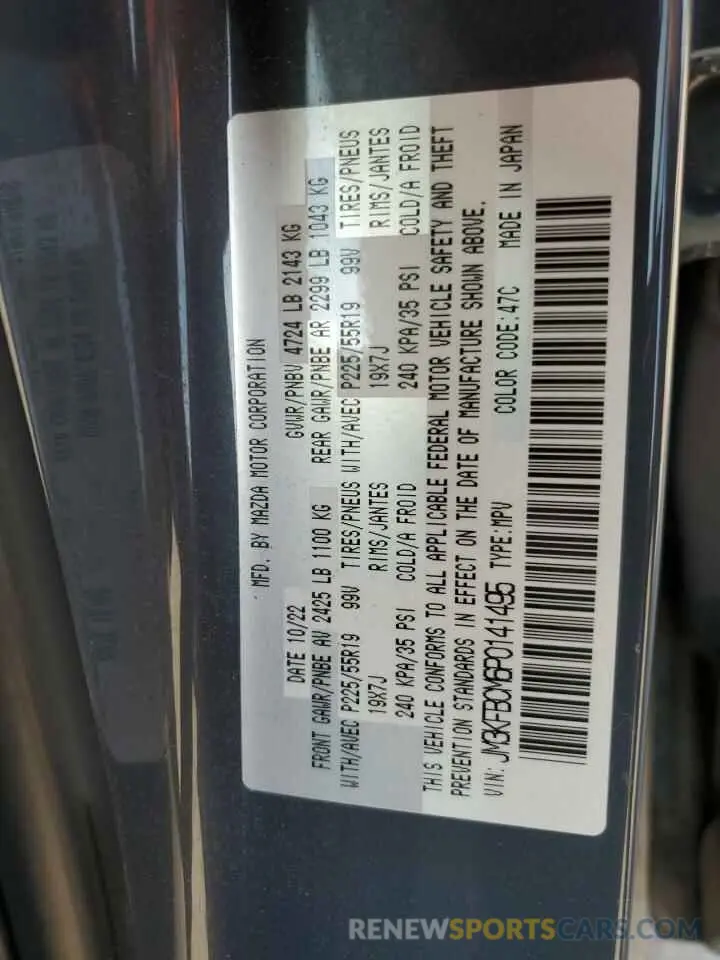 MFD. BY MAZDA MOTOR CORPORATION
DATE 10/22 GVWR/PNBV 4724 LB 2143 KG
FRONT GAWR/PNBE AV 2425 LB 1100 KG REAR GAWR/PNBE AR 2299 LB 1043 KG
WITH/AVEC P225/55R19 99V TIRES/PNEUS WITH/AVEC P225/55R19 99V TIRES/PNEUS
19X7J RIMS/JANTES 19X7J RIMS/JANTES
240 KPA/35 PSI COLD/A FROID 240 KPA/35 PSI COLD/A FROID
THIS VEHICLE CONFORMS TO ALL APPLICABLE FEDERAL MOTOR VEHICLE SAFETY AND THEFT
PREVENTION STANDARDS IN EFFECT ON THE DATE OF MANUFACTURE SHOWN ABOVE.
VIN: JM3KFBCM6P0141495 TYPE:MPV COLOR CODE:47C MADE IN JAPAN
RENEWSPORTCARS.COM